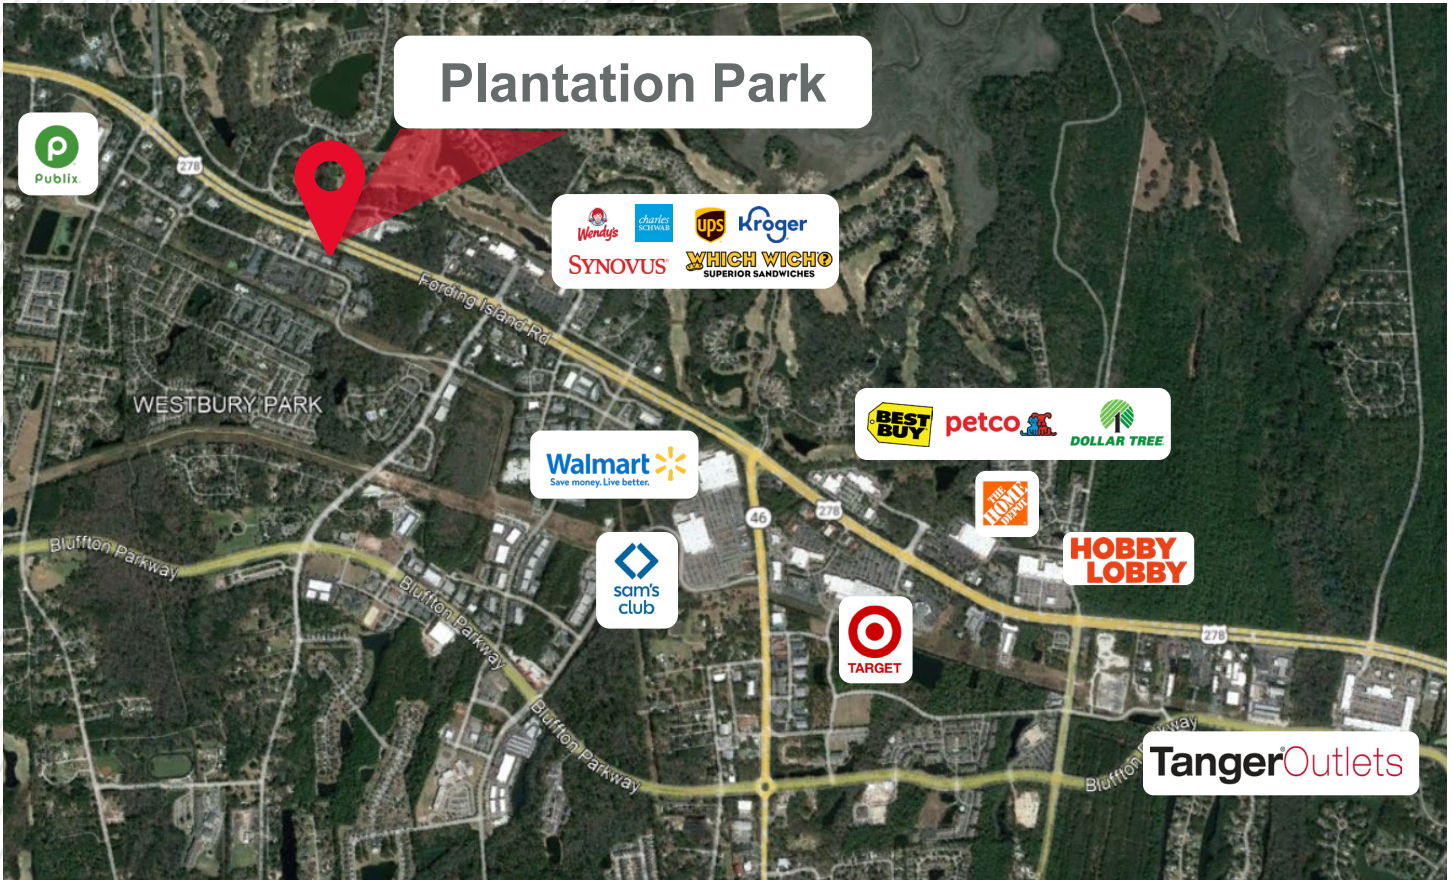 Plantation Park
Publix.
278
Wendy's
charles
SCHWAB
ups
Kroger
SYNOVUS
WHICH WICH?
SUPERIOR SANDWICHES
Fording Island Rd
WESTBURY PARK
BEST
BUY
petco
DOLLAR TREE
Walmart
Save money. Live better.
46
278
THE
HOME
DEPOT
HOBBY
LOBBY
sam's
club
Bluffton Parkway
Bluffton Parkway
TARGET
278
Bluffton Parkway
Bluffton Parkway
TangerOutlets